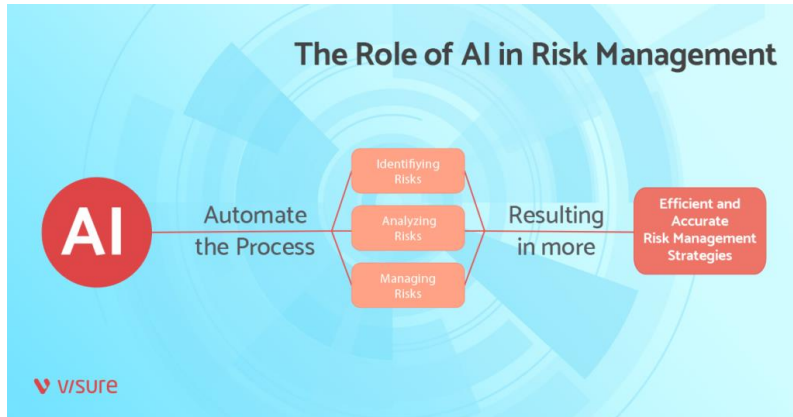 The Role of AI in Risk Management
AI
Automate
the Process
Identifiying
Risks
Analyzing
Risks
Managing
Risks
Resulting
in more
Efficient and
Accurate
Risk Management
Strategies
visure